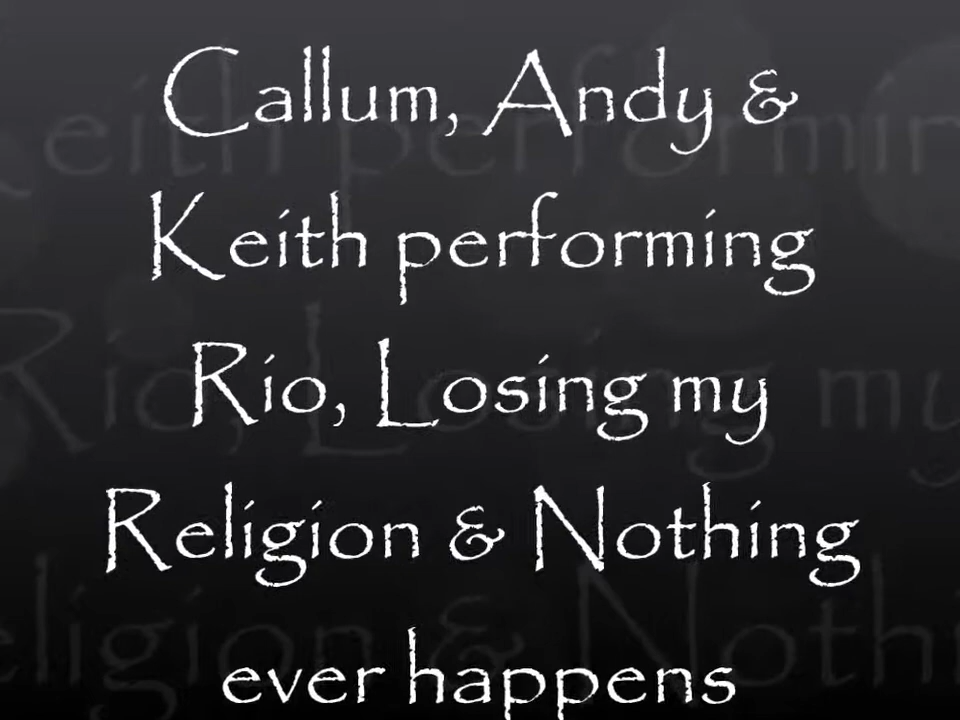 Callum, Andy &
Keith performing
Rio, Losing my
Religion & Nothing
ever happens